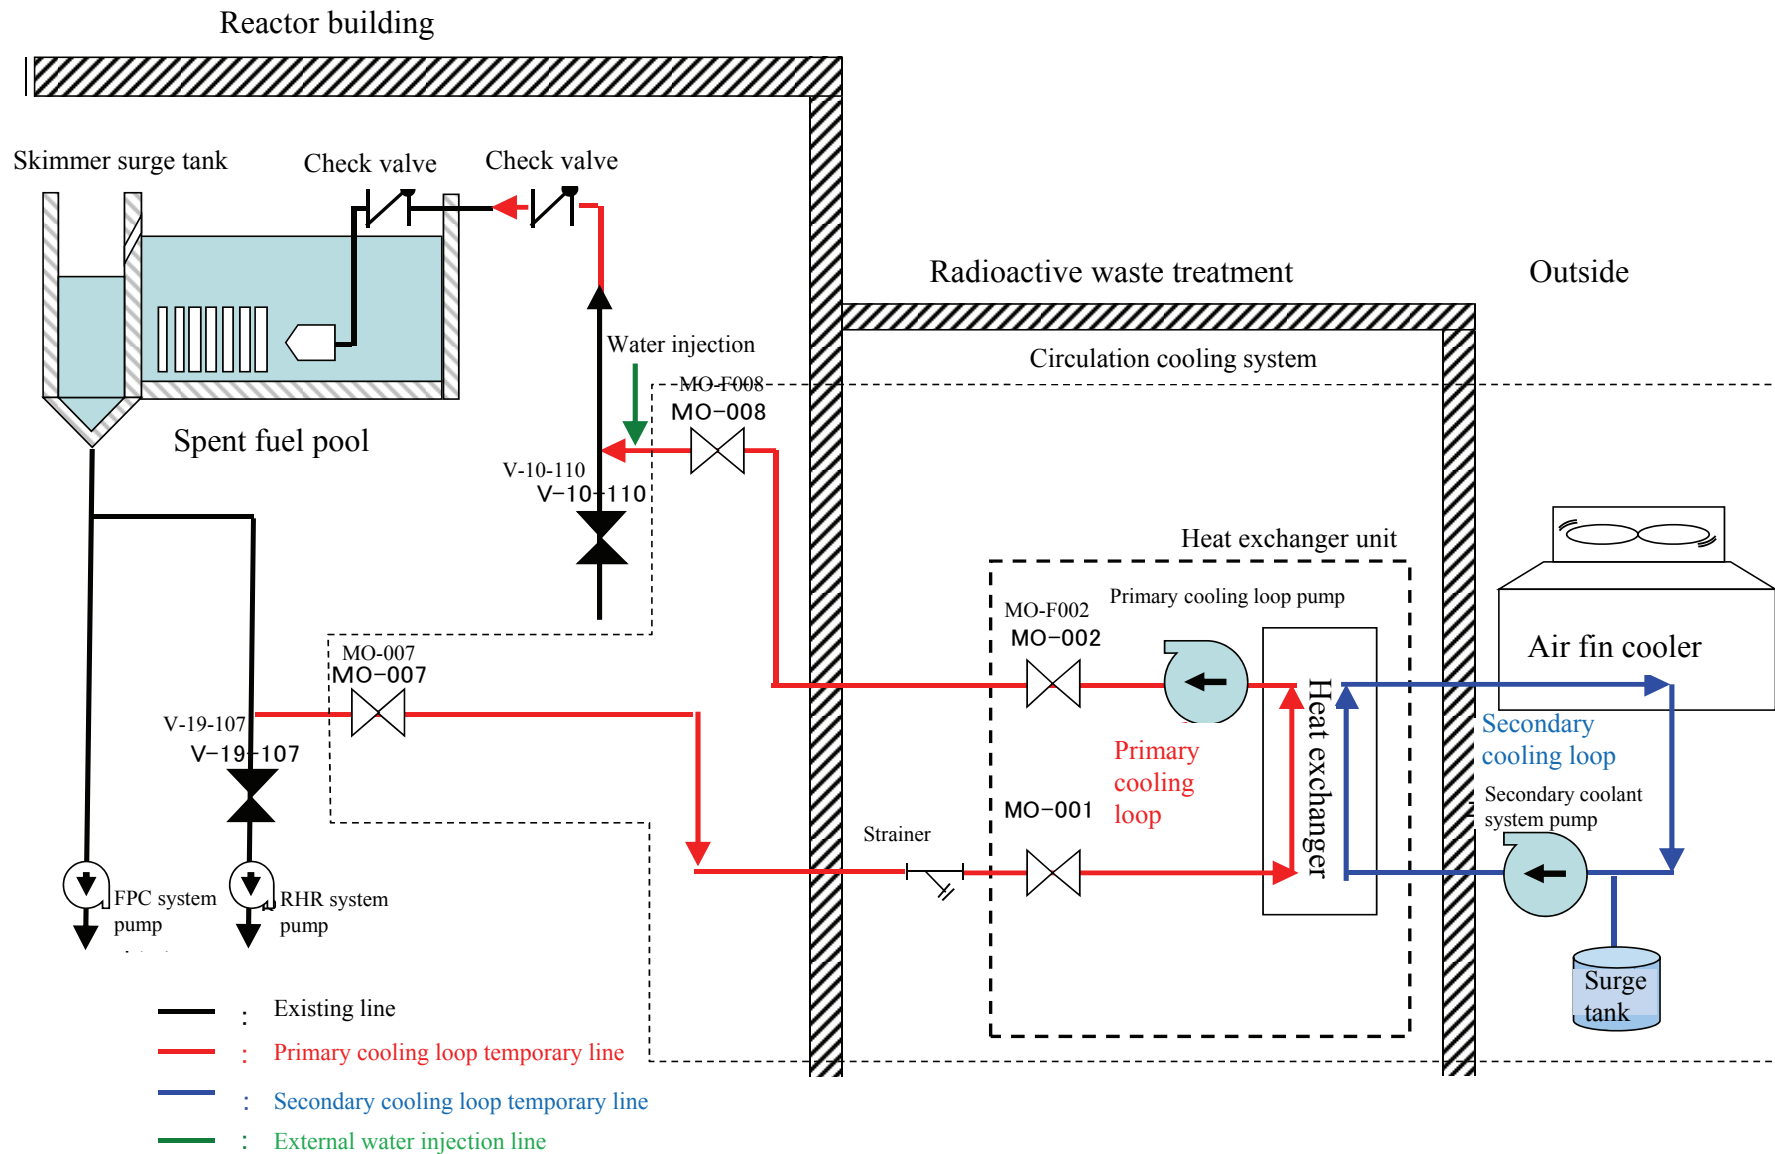 Reactor building
Skimmer surge tank
Check valve
Check valve
Radioactive waste treatment
Outside
Water injection
Circulation cooling system
MO-F008
MO-008
Spent fuel pool
V-10-110
V-10-110
Heat exchanger unit
Primary cooling loop pump
MO-F002
MO-002
MO-007
MO-007
Air fin cooler
Heat exchanger
V-19-107
V-19-107
Primary
cooling
loop
Secondary
cooling loop
MO-001
Secondary coolant
system pump
Strainer
FPC system
pump
RHR system
pump
Surge
tank
: Existing line
: Primary cooling loop temporary line
: Secondary cooling loop temporary line
: External water injection line